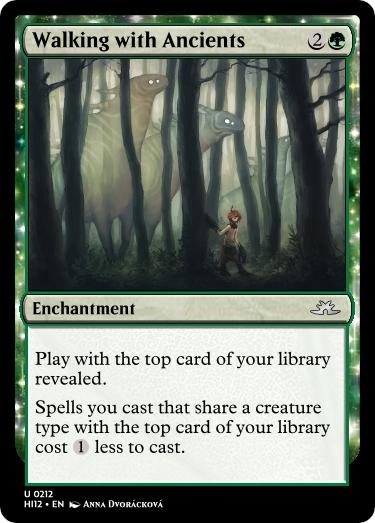 Walking with Ancients 2
Enchantment
Play with the top card of your library
revealed.
Spells you cast that share a creature
type with the top card of your library
cost 1 less to cast.
U 0212
HI12 • EN Anna Dvořácková